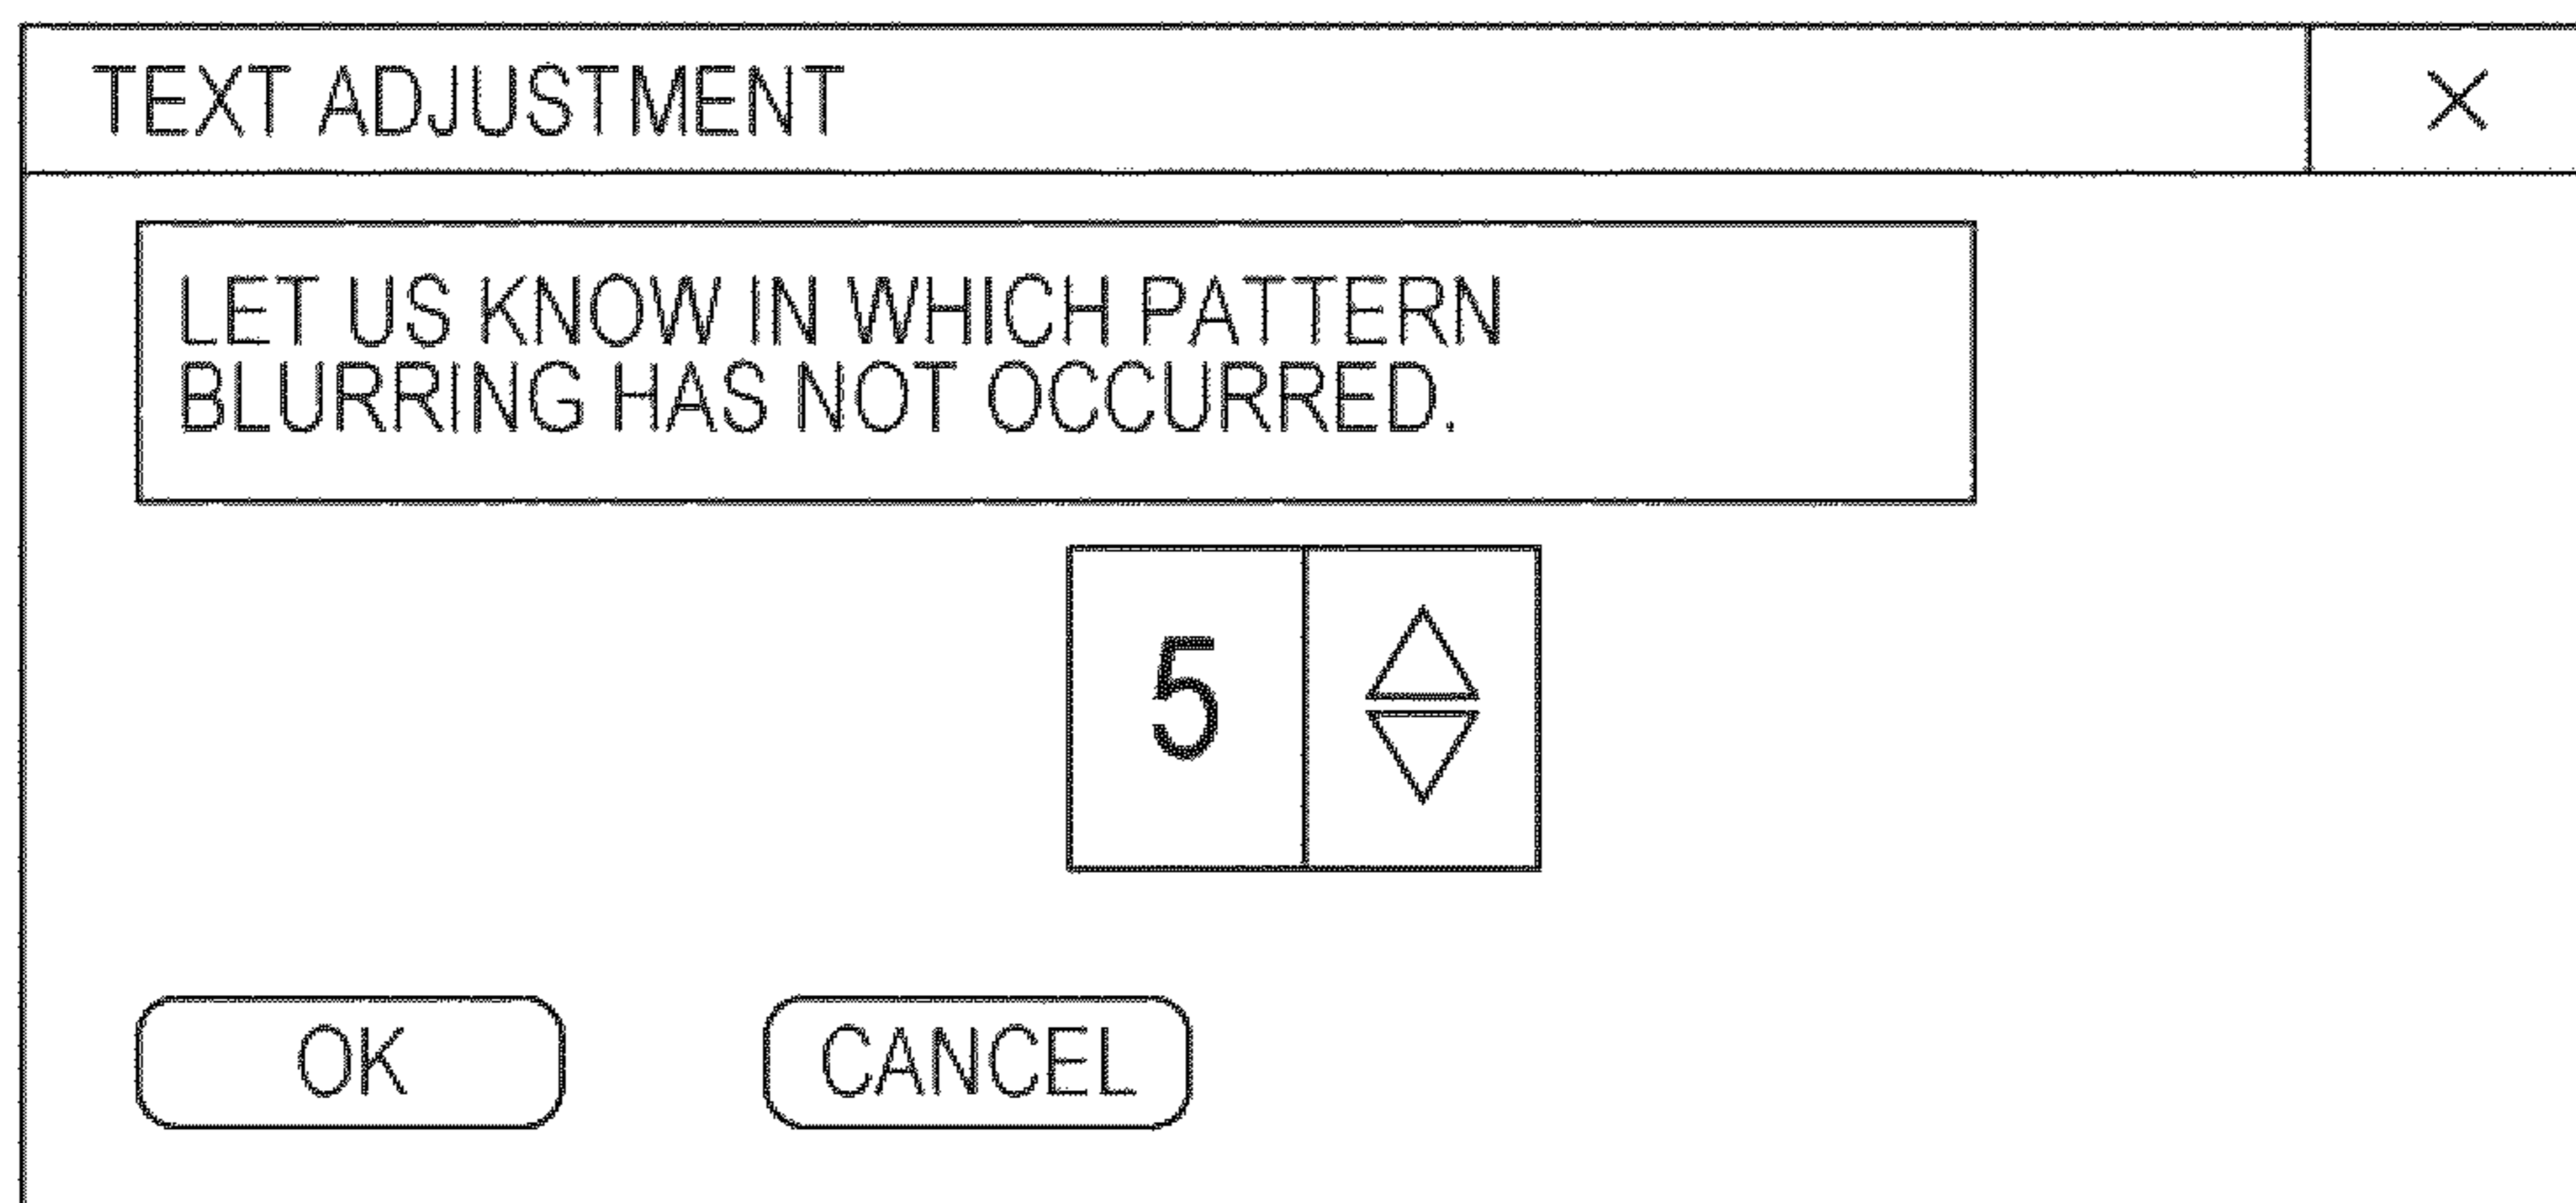 TEXT ADJUSTMENT
LET US KNOW IN WHICH PATTERN
BLURRING HAS NOT OCCURRED.
5
OK CANCEL